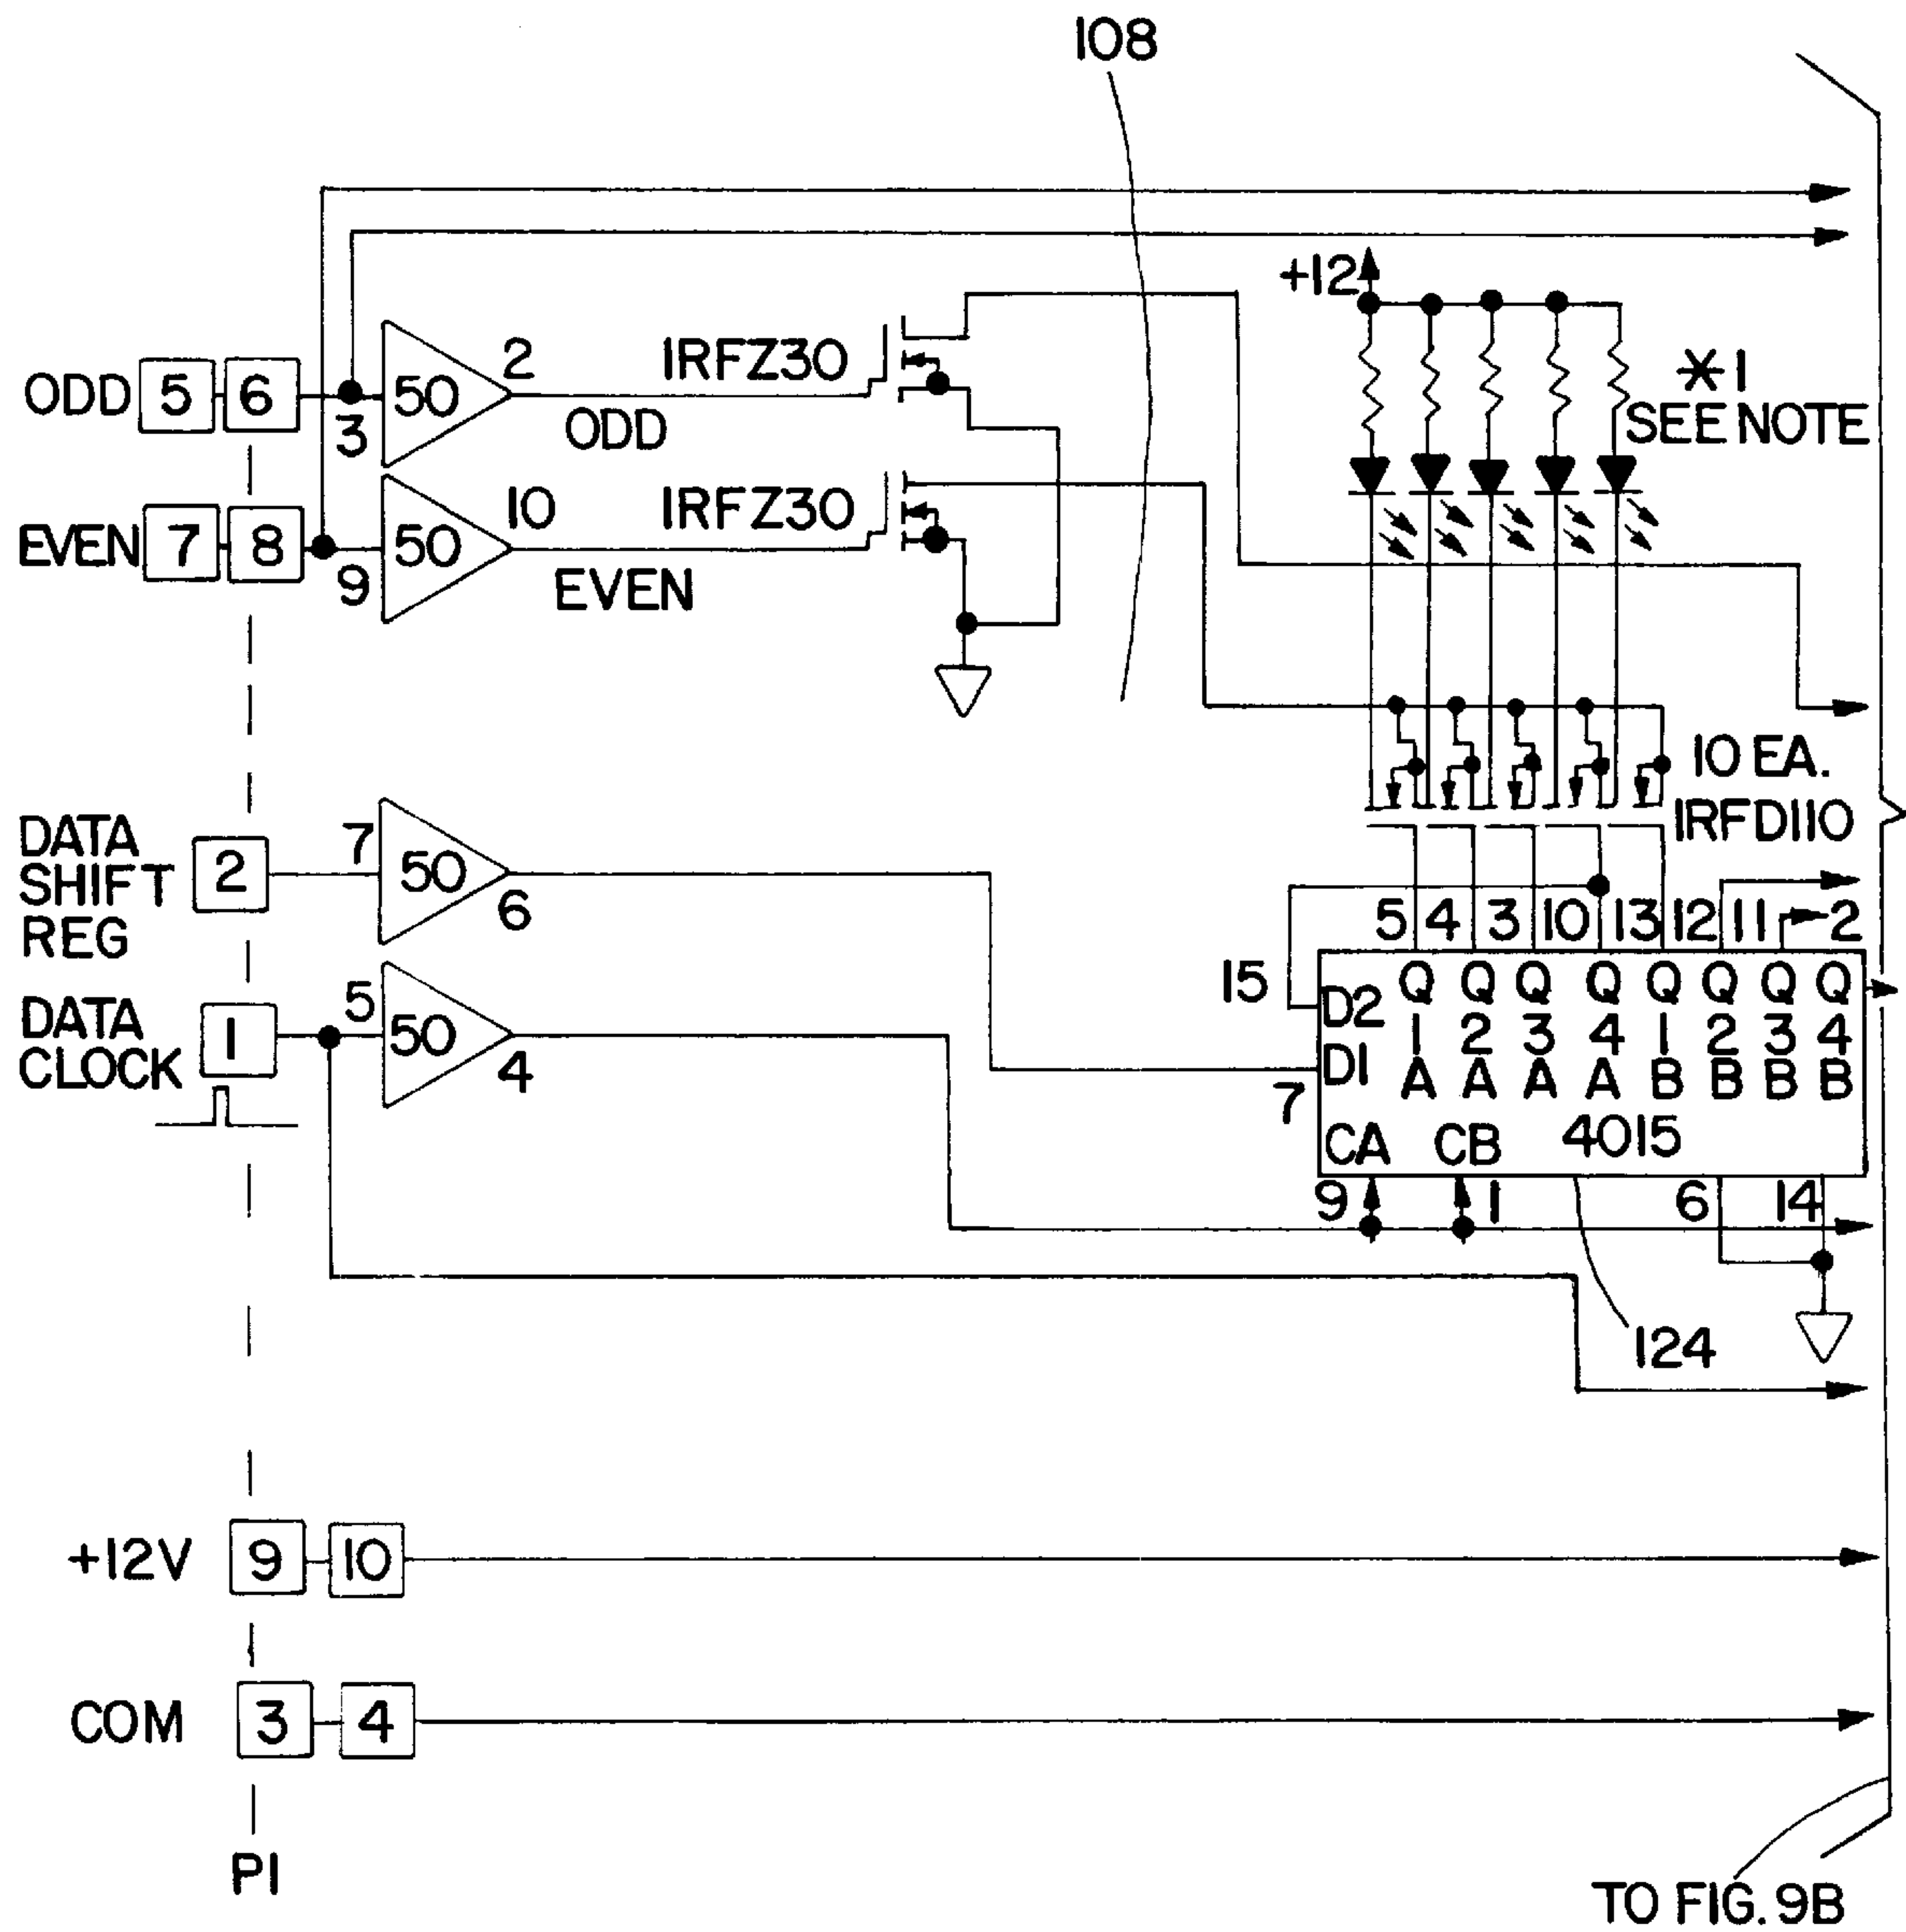 108
+12
*1
SEE NOTE
ODD 5 6
3
50
2
ODD
IRFZ30
EVEN 7 8
9
50
10
EVEN
IRFZ30
10 EA.
IRFD110
DATA
SHIFT
REG
2
7
50
6
DATA
CLOCK
1
5
50
4
5 4 3 10 13 12 11 2
15
D2
D1
7
Q Q Q Q Q Q Q Q
1 2 3 4 1 2 3 4
A A A A B B B B
CA CB 4015
9 1 6 14
124
+12V 9 10
COM 3 4
P1
TO FIG. 9B